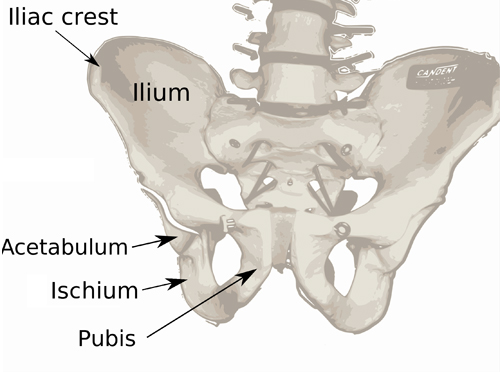 Iliac crest
Ilium
CANDENT
Acetabulum
Ischium
Pubis